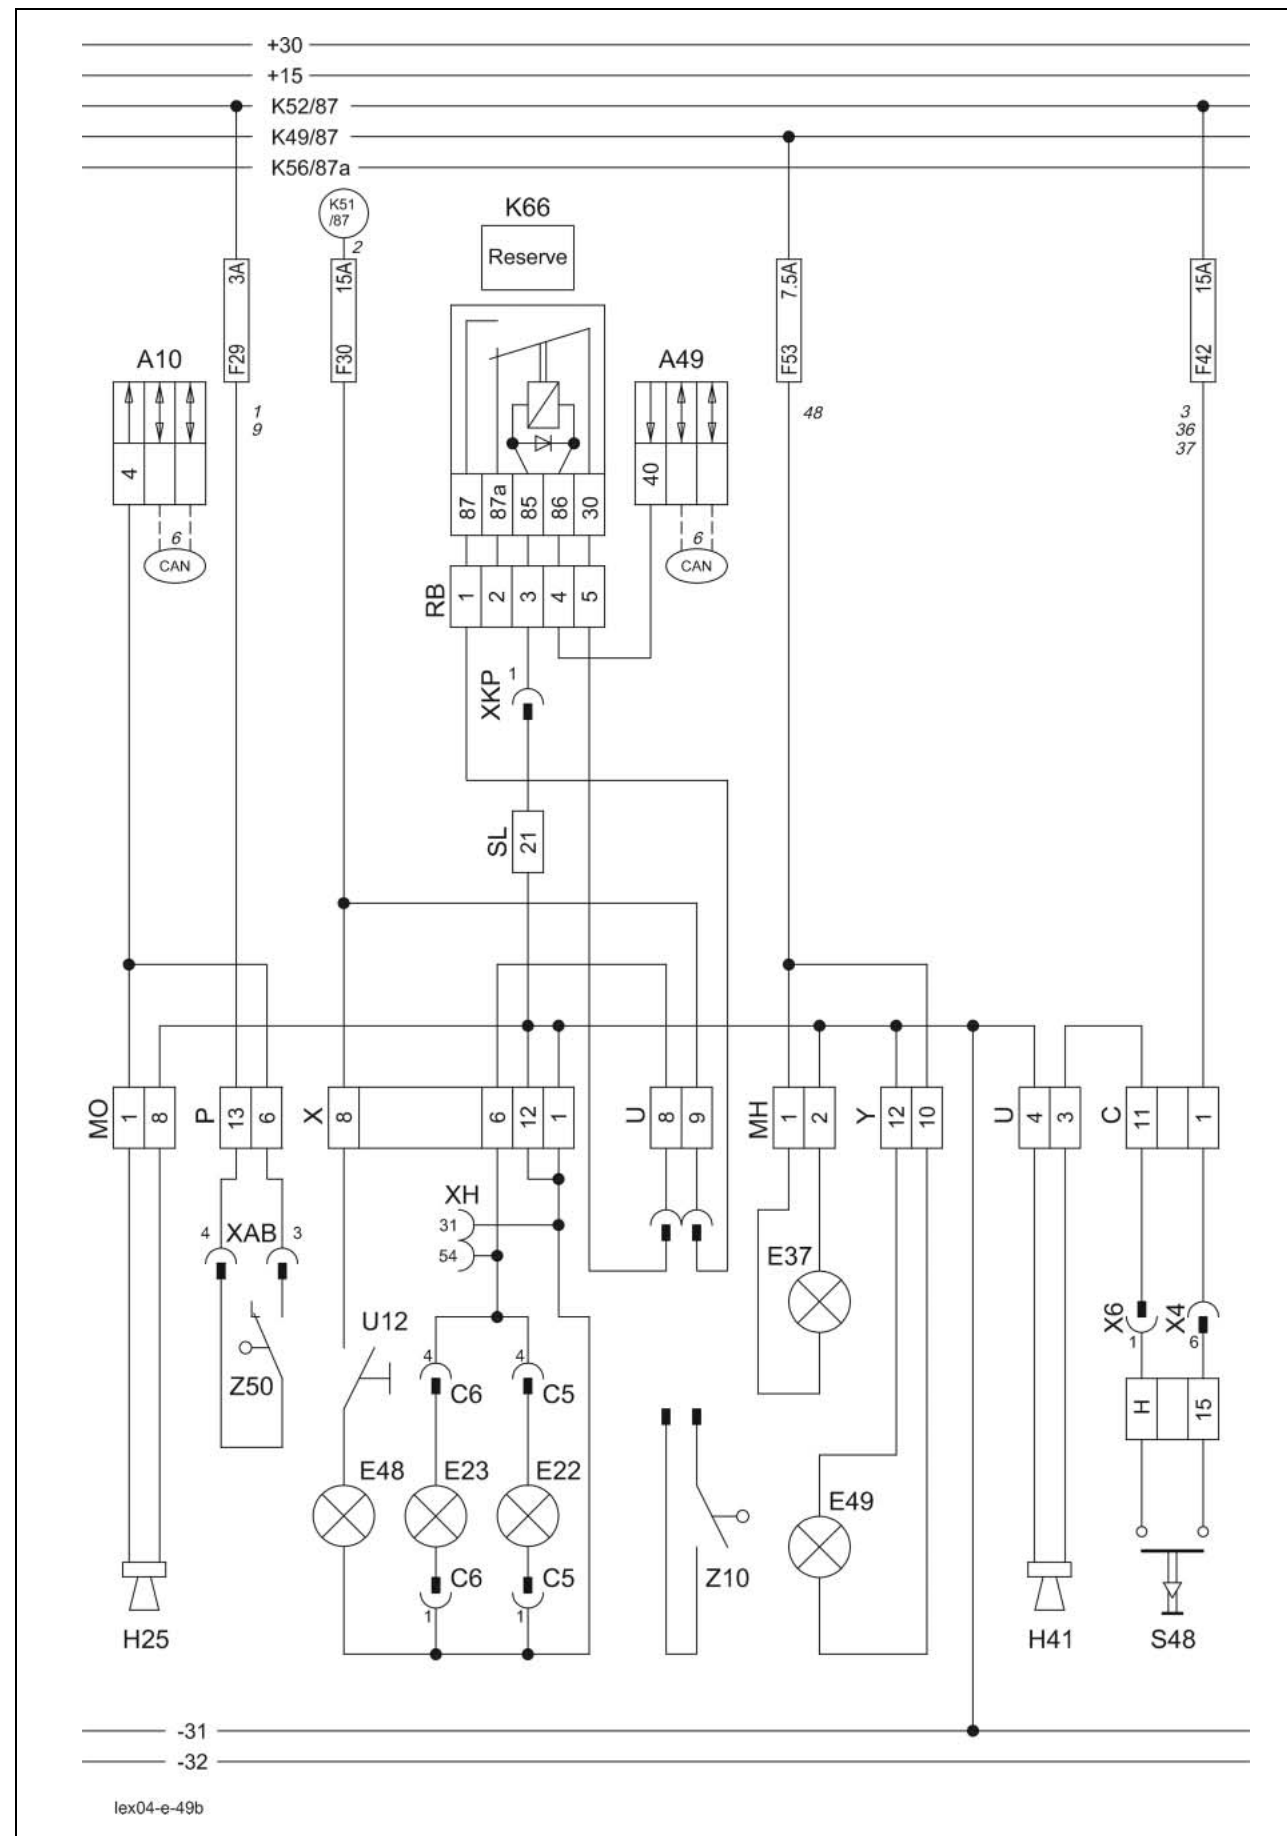 +30
+15
K52/87
K49/87
K56/87a
K51
/87
2
K66
Reserve
3A
F29
15A
F30
7.5A
F53
15A
F42
A10
A49
1
9
48
3
36
37
4
40
87
87a
85
86
30
6
CAN
6
CAN
RB
1
2
3
4
5
XKP
1
SL
21
MO
1
8
P
13
6
X
8
6
12
1
U
8
9
MH
1
2
Y
12
10
U
4
3
C
11
1
XH
31
54
4
XAB
3
E37
U12
X6
1
X4
6
Z50
4
C6
4
C5
H
15
E48
E23
E22
E49
C6
1
C5
1
Z10
H25
H41
S48
-31
-32
lex04-e-49b